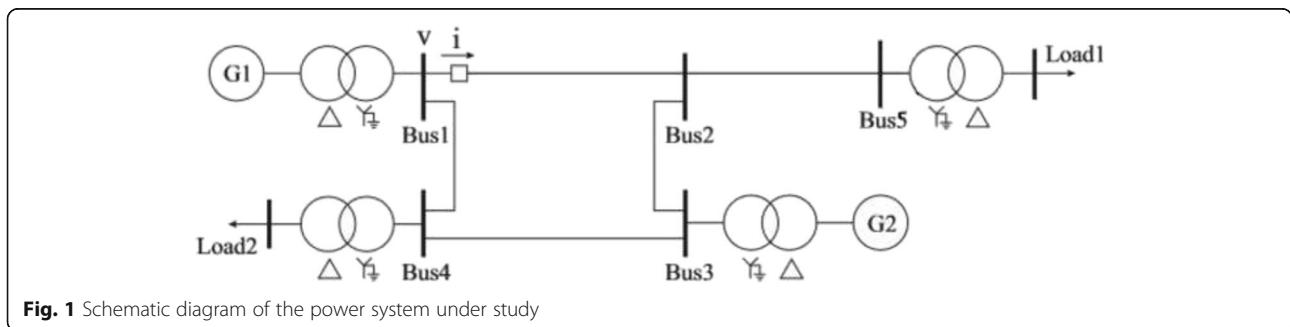 v i
G1
Load1
Bus1
Bus2
Bus5
Load2
G2
Bus4
Bus3
Fig. 1 Schematic diagram of the power system under study